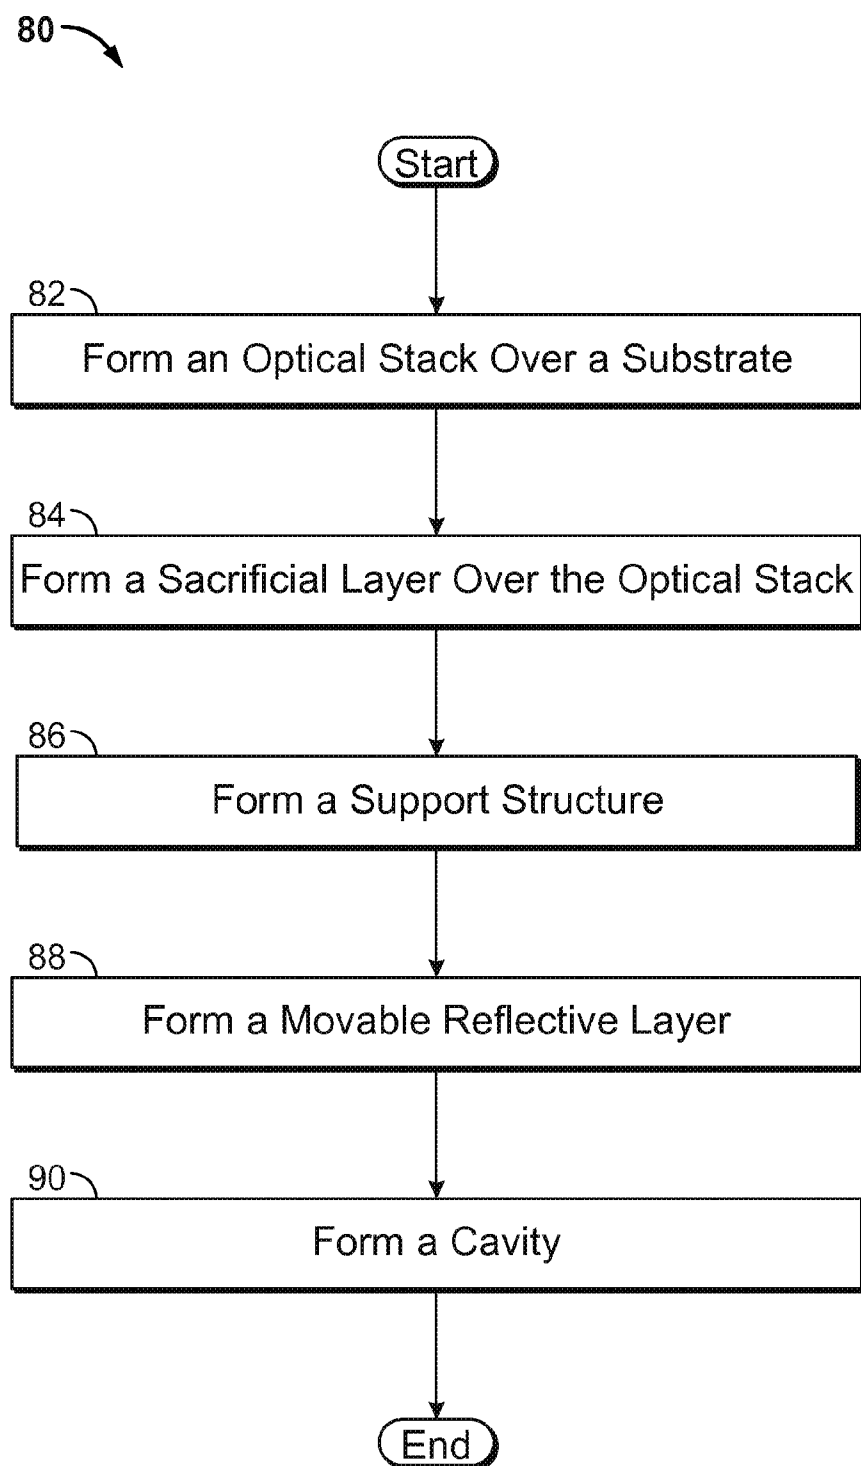 80
Start
82
Form an Optical Stack Over a Substrate
84
Form a Sacrificial Layer Over the Optical Stack
86
Form a Support Structure
88
Form a Movable Reflective Layer
90
Form a Cavity
End